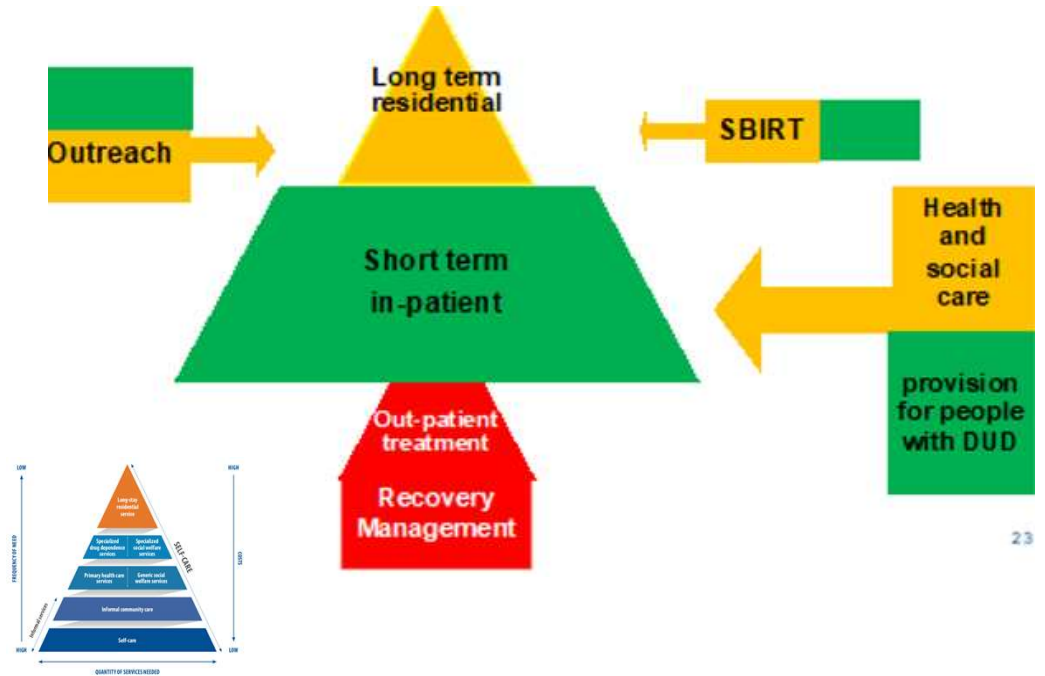 Long term
residential
Outreach
SBIRT
Health
and
social
care
Short term
in-patient
provision
for people
with DUD
Out-patient
treatment
Recovery
Management
23
LOW
HIGH
Long-stay
residential
service
FREQUENCY OF NEED
SELF-CARE
COSTS
Specialized
drug dependence
services
Specialized
social welfare
services
Primary health care
services
Generic social
welfare services
Informal services
Informal community care
Self-care
HIGH
LOW
QUANTITY OF SERVICES NEEDED